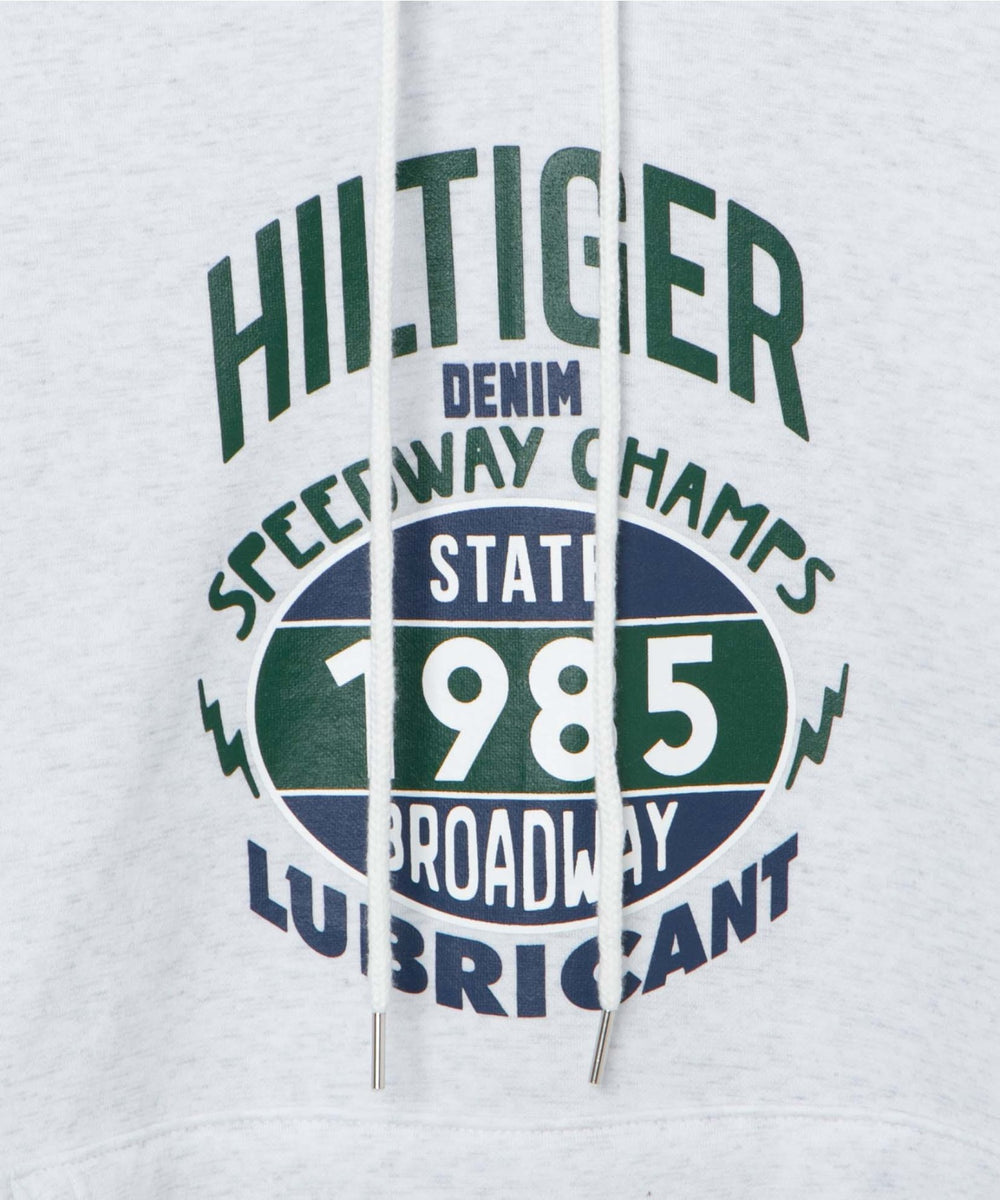 HILTIGER
DENIM
SPEEDWAY CHAMPS
STATE
1985
BROADWAY
LUBRICANT